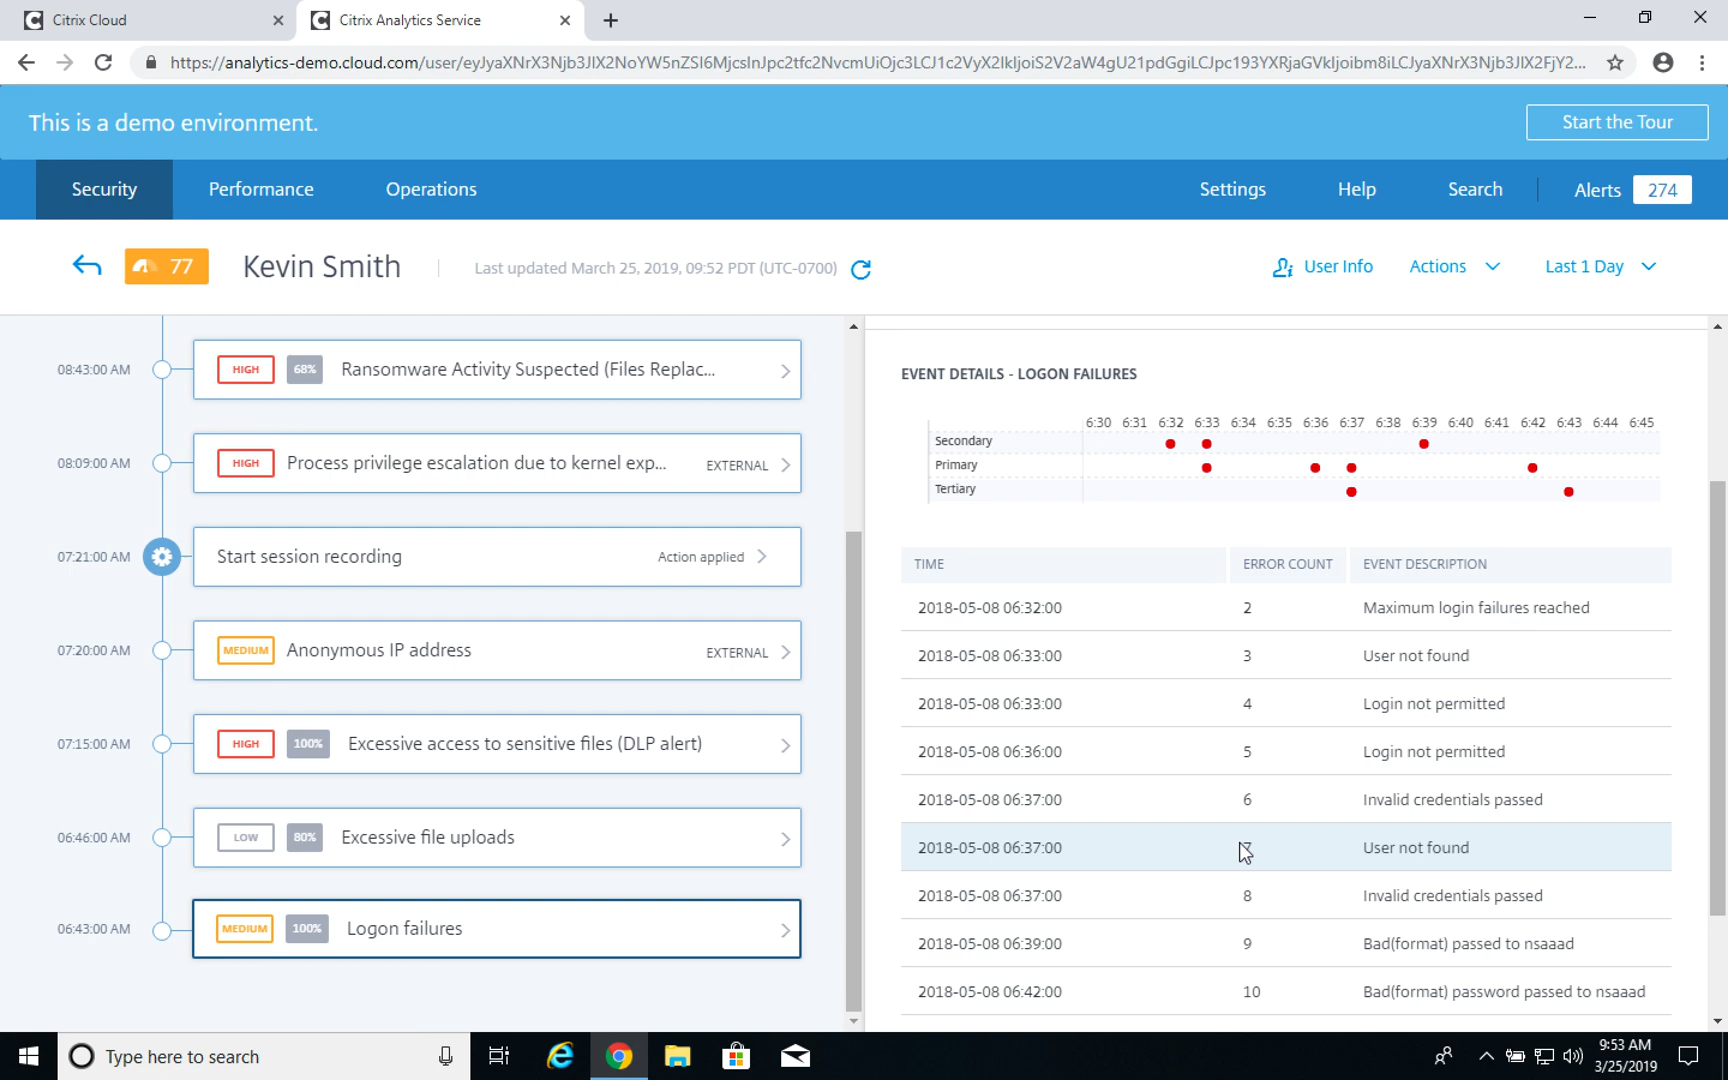 Citrix Cloud
Citrix Analytics Service
This is a demo environment.
Start the Tour
Security
Performance
Operations
Settings
Help
Search
Alerts 274
77
Kevin Smith
Last updated March 25, 2019, 09:52 PDT (UTC-0700)
User Info
Actions
Last 1 Day
08:43:00 AM HIGH 68% Ransomware Activity Suspected (Files Replac...
08:09:00 AM HIGH Process privilege escalation due to kernel exp... EXTERNAL
07:21:00 AM Start session recording Action applied
07:20:00 AM MEDIUM Anonymous IP address EXTERNAL
07:15:00 AM HIGH 100% Excessive access to sensitive files (DLP alert)
06:46:00 AM LOW 80% Excessive file uploads
06:43:00 AM MEDIUM 100% Logon failures
EVENT DETAILS - LOGON FAILURES
6:30 6:31 6:32 6:33 6:34 6:35 6:36 6:37 6:38 6:39 6:40 6:41 6:42 6:43 6:44 6:45
Secondary
Primary
Tertiary
TIME ERROR COUNT EVENT DESCRIPTION
2018-05-08 06:32:00 2 Maximum login failures reached
2018-05-08 06:33:00 3 User not found
2018-05-08 06:33:00 4 Login not permitted
2018-05-08 06:36:00 5 Login not permitted
2018-05-08 06:37:00 6 Invalid credentials passed
2018-05-08 06:37:00 User not found
2018-05-08 06:37:00 8 Invalid credentials passed
2018-05-08 06:39:00 9 Bad(format) passed to nsaaad
2018-05-08 06:42:00 10 Bad(format) password passed to nsaaad
Type here to search
9:53 AM
3/25/2019